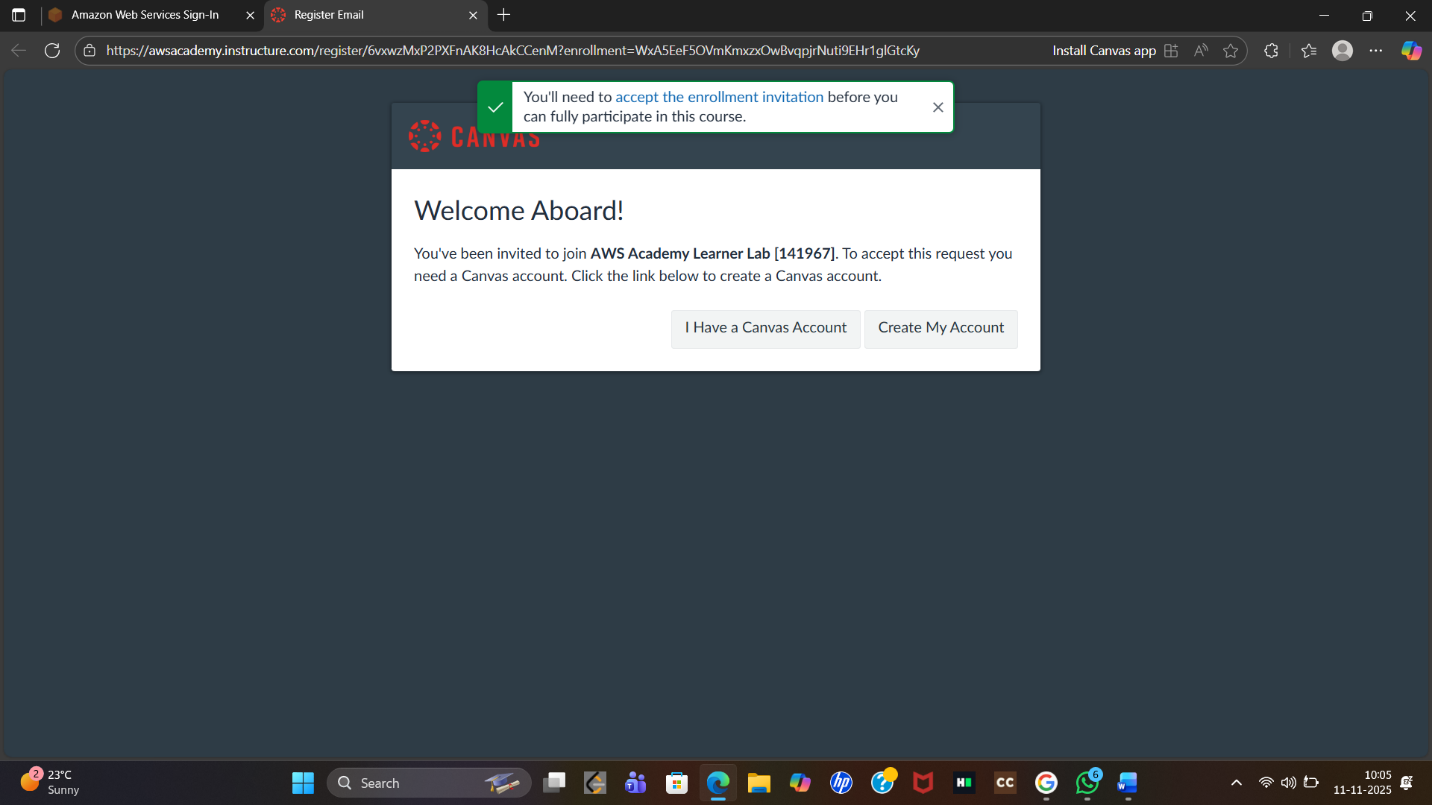 Amazon Web Services Sign-In
Register Email
https://awsacademy.instructure.com/register/6vxwzMxP2PXFnAK8HcAkCCenM?enrollment=WxA5EeF5OVmKmxzxOwBvqpjrNuti9EHr1glGtcKy
Install Canvas app
You'll need to accept the enrollment invitation before you
can fully participate in this course.
CANVAS
Welcome Aboard!
You've been invited to join AWS Academy Learner Lab [141967]. To accept this request you
need a Canvas account. Click the link below to create a Canvas account.
I Have a Canvas Account
Create My Account
2
23°C
Sunny
Search
hp
CC
6
10:05
11-11-2025